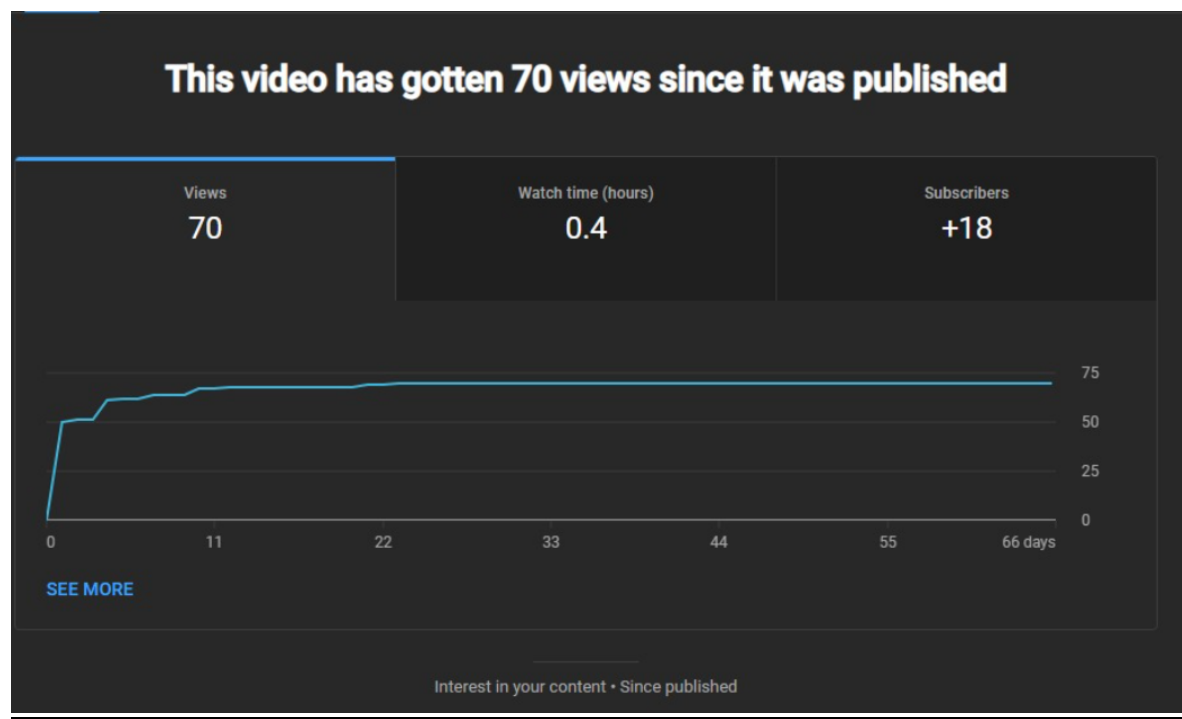 This video has gotten 70 views since it was published
Views
70
Watch time (hours)
0.4
Subscribers
+18
75
50
25
0
0 11 22 33 44 55 66 days
SEE MORE
Interest in your content • Since published